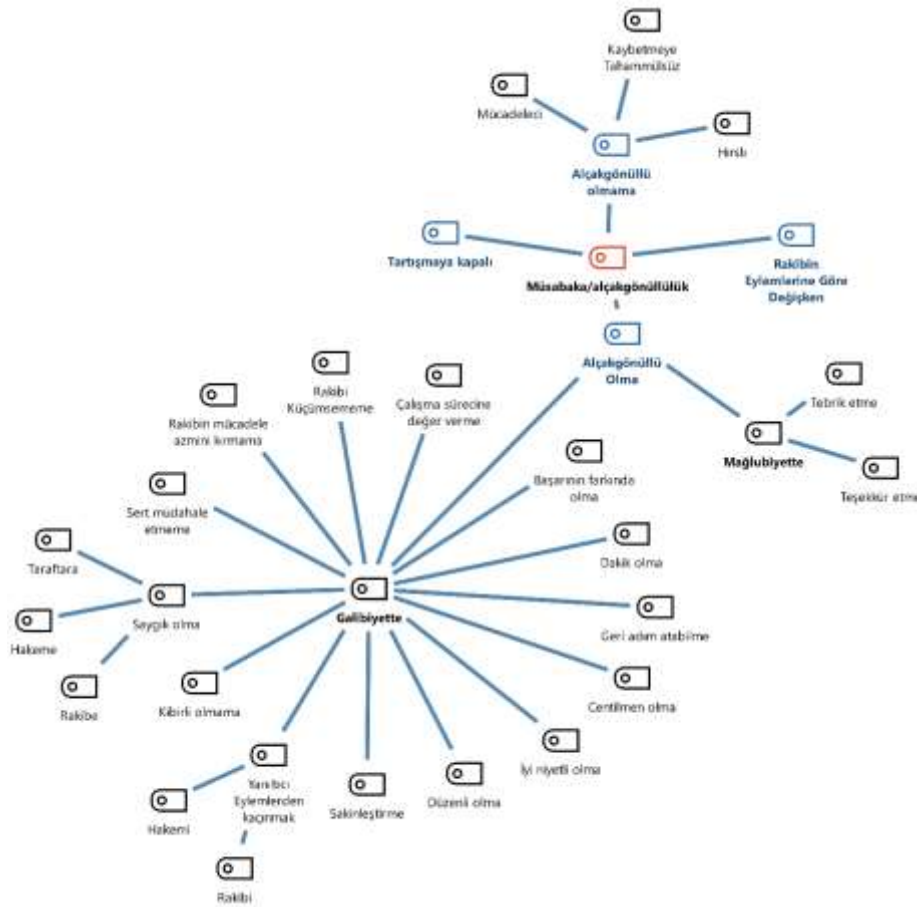 Kaybetmeye
Tahammülsüz
Mücadeleci
Hırslı
Alçakgönüllü
olmama
Tartışmaya kapalı
Müsabaka/alçakgönüllülük
Rakibin
Eylemlerine Göre
Değişken
Alçakgönüllü
Olma
Rakibi
Küçümsememe
Çalışma sürecine
değer verme
Rakibin mücadele
azmini kırmama
Tebrik etme
Mağlubiyette
Teşekkür etme
Başarının farkında
olma
Sert müdahale
etmeme
Dakik olma
Taraftara
Saygılı olma
Galibiyette
Geri adım atabilme
Hakeme
Rakibe
Kibirli olmama
Centilmen olma
İyi niyetli olma
Yanıltıcı
Eylemlerden
kaçınmak
Sakinleştirme
Düzenli olma
Hakemi
Rakibi